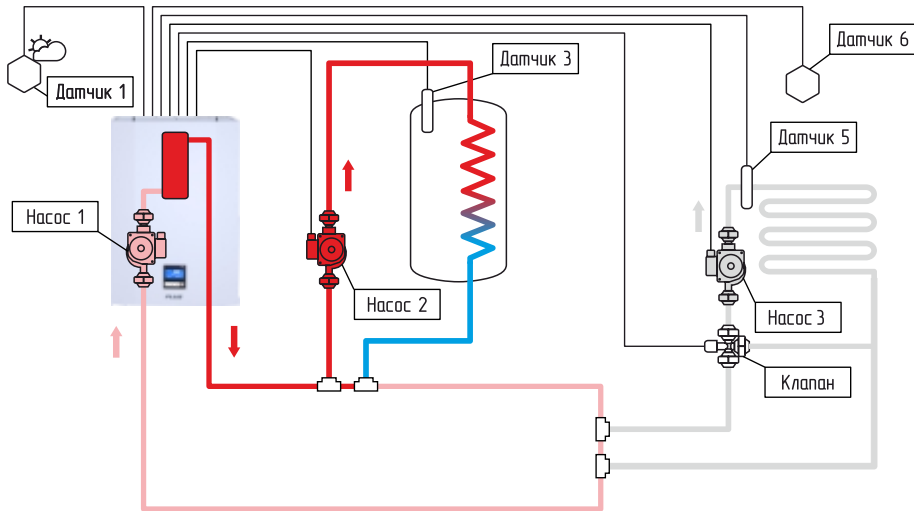 Датчик 1
Датчик 3
Датчик 6
Датчик 5
Насос 1
Насос 2
Насос 3
Клапан